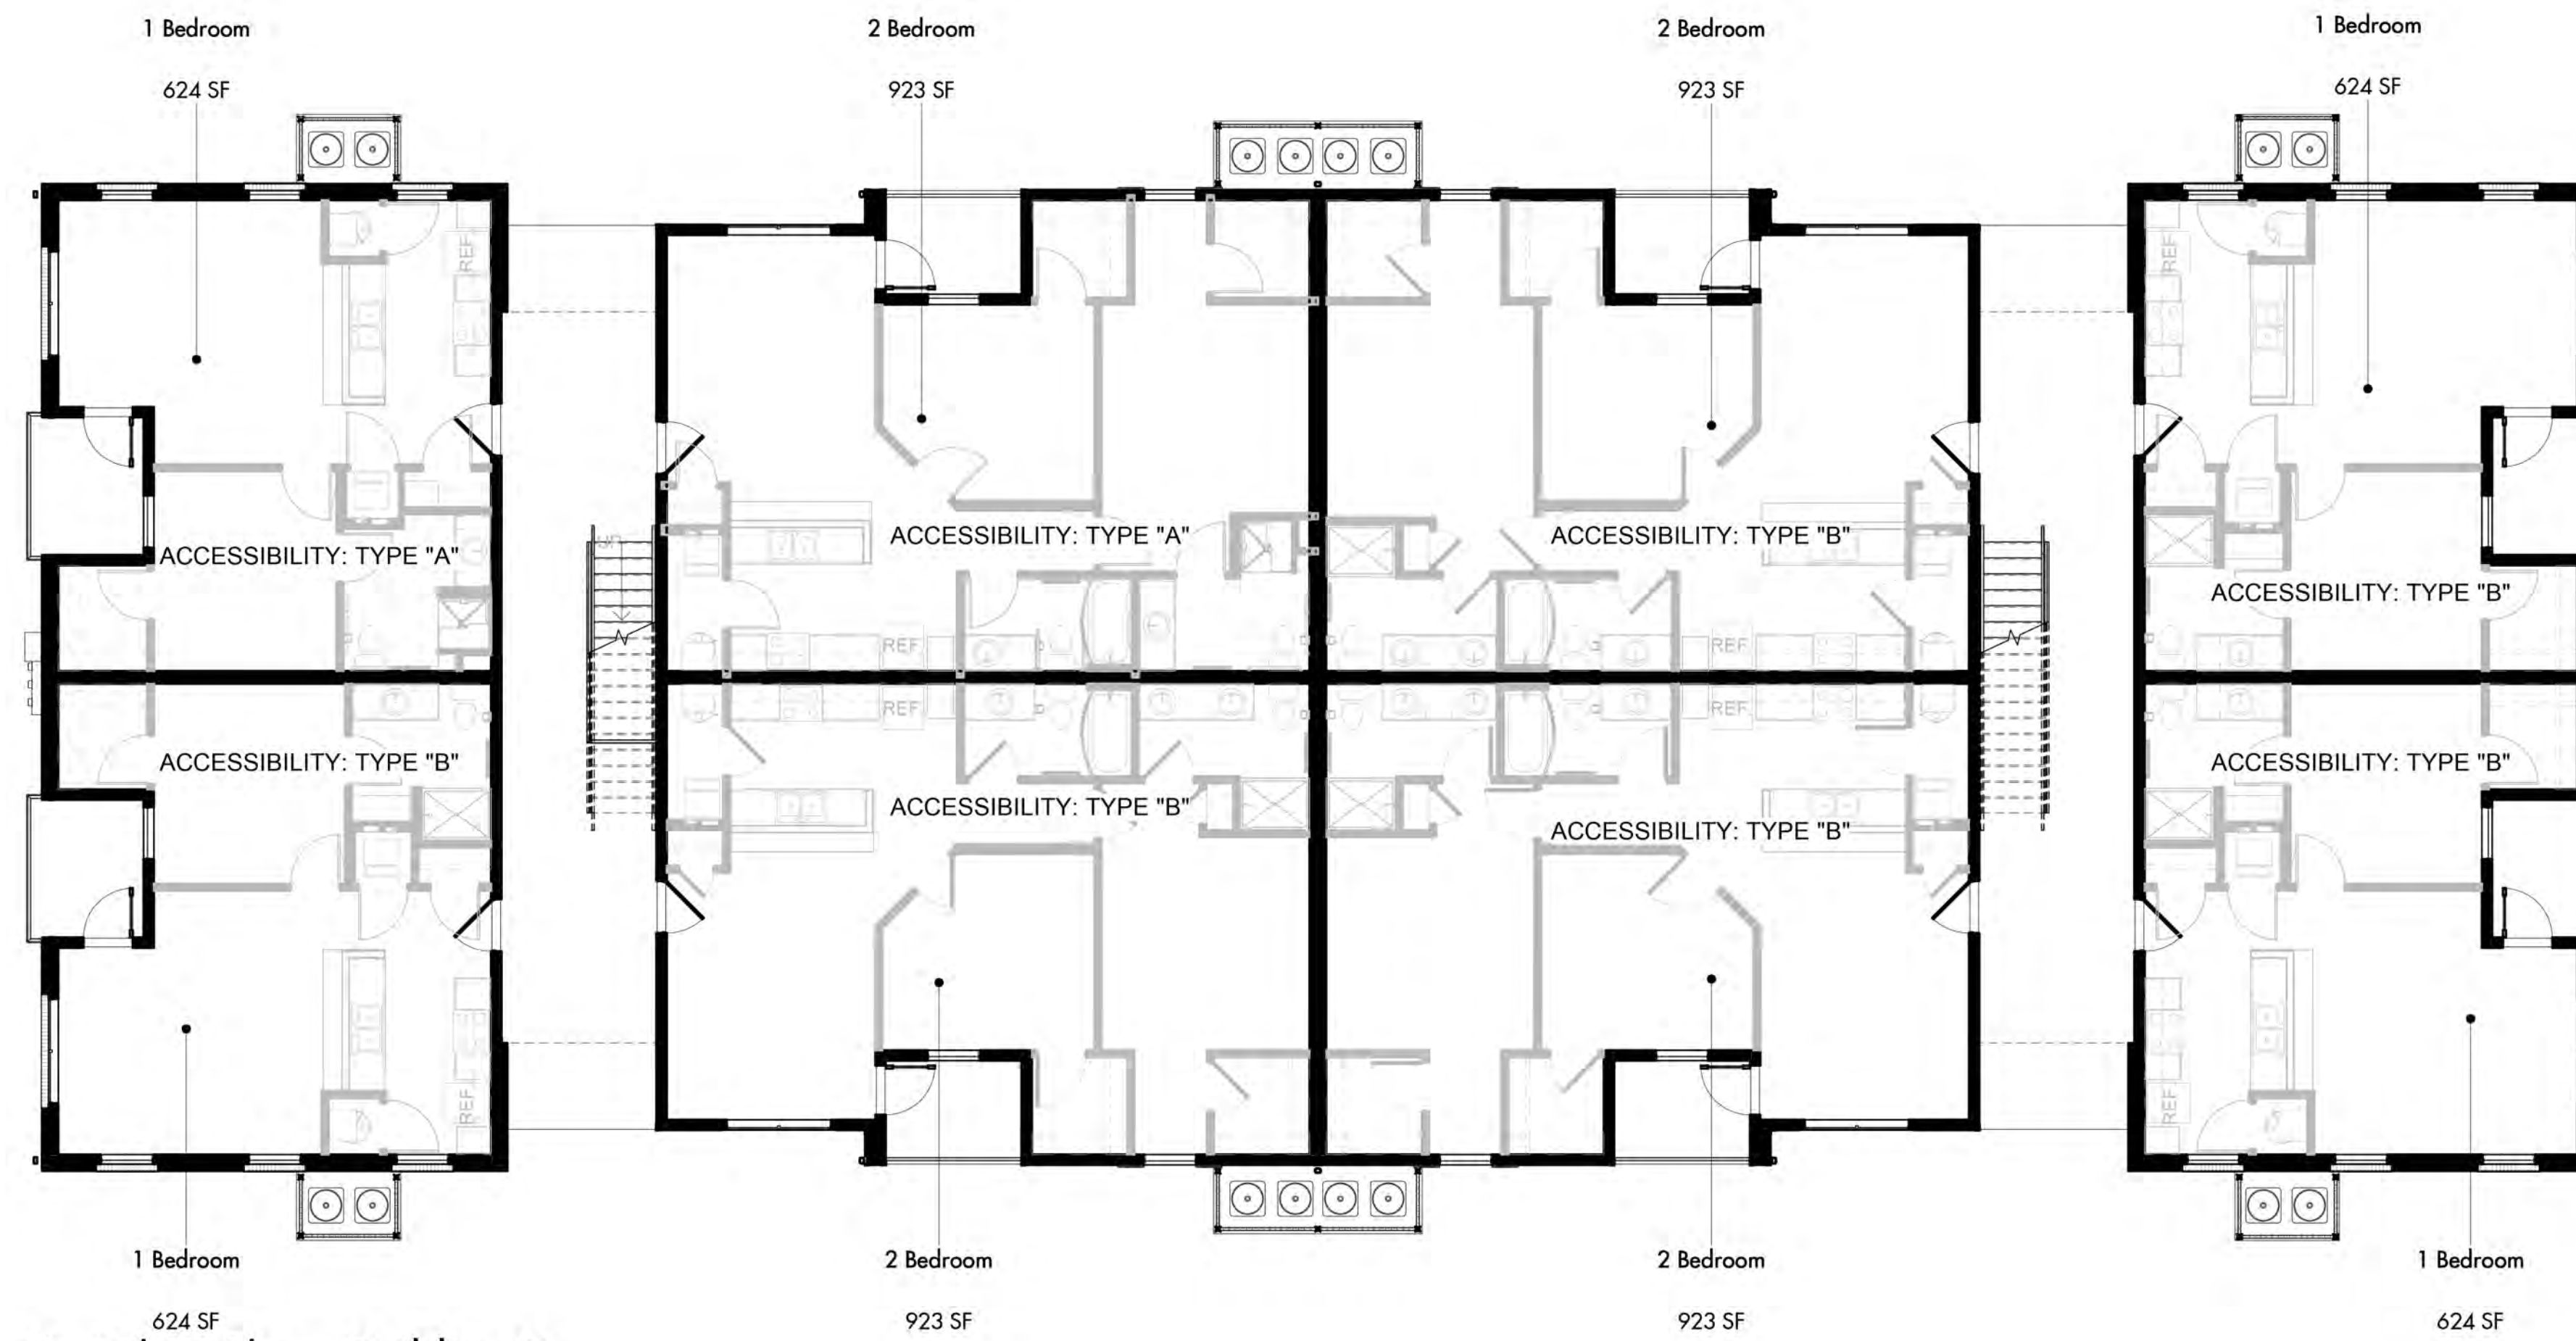 1 Bedroom
2 Bedroom
2 Bedroom
1 Bedroom
624 SF
923 SF
923 SF
624 SF
REF
REF
UP
ACCESSIBILITY: TYPE "A"
ACCESSIBILITY: TYPE "A"
ACCESSIBILITY: TYPE "B"
ACCESSIBILITY: TYPE "B"
REF
REF
REF
REF
ACCESSIBILITY: TYPE "B"
ACCESSIBILITY: TYPE "B"
ACCESSIBILITY: TYPE "B"
ACCESSIBILITY: TYPE "B"
REF
REF
1 Bedroom
2 Bedroom
2 Bedroom
1 Bedroom
624 SF
923 SF
923 SF
624 SF